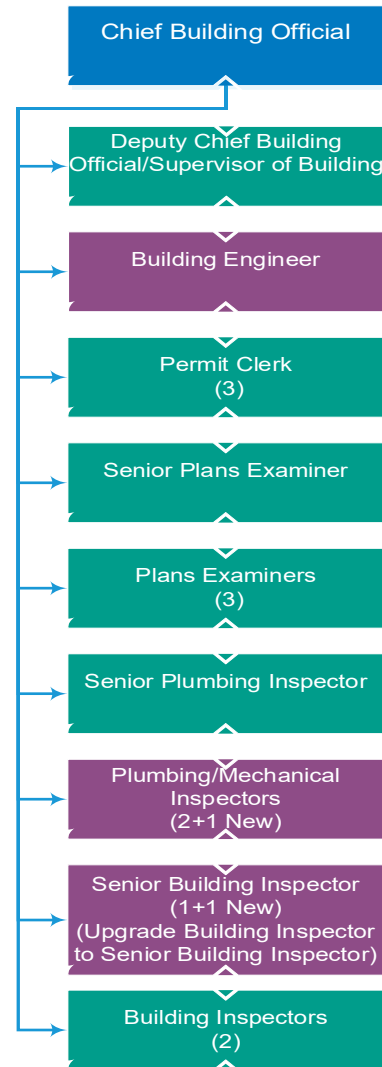 Chief Building Official
Deputy Chief Building
Official/Supervisor of Building
Building Engineer
Permit Clerk
(3)
Senior Plans Examiner
Plans Examiners
(3)
Senior Plumbing Inspector
Plumbing/Mechanical
Inspectors
(2+1 New)
Senior Building Inspector
(1+1 New)
(Upgrade Building Inspector
to Senior Building Inspector)
Building Inspectors
(2)